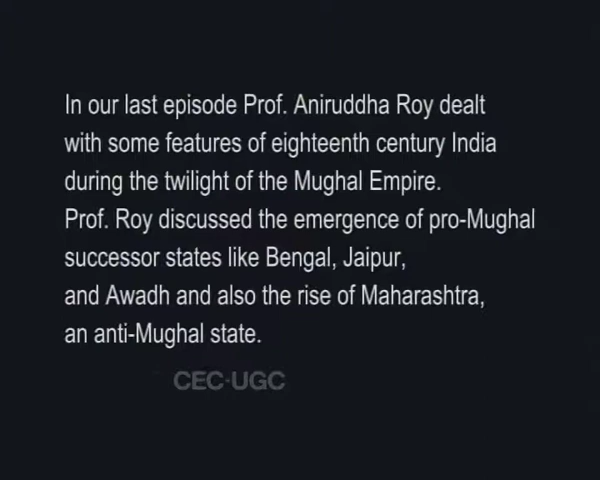 In our last episode Prof. Aniruddha Roy dealt
with some features of eighteenth century India
during the twilight of the Mughal Empire.
Prof. Roy discussed the emergence of pro-Mughal
successor states like Bengal, Jaipur,
and Awadh and also the rise of Maharashtra,
an anti-Mughal state.
CEC-UGC